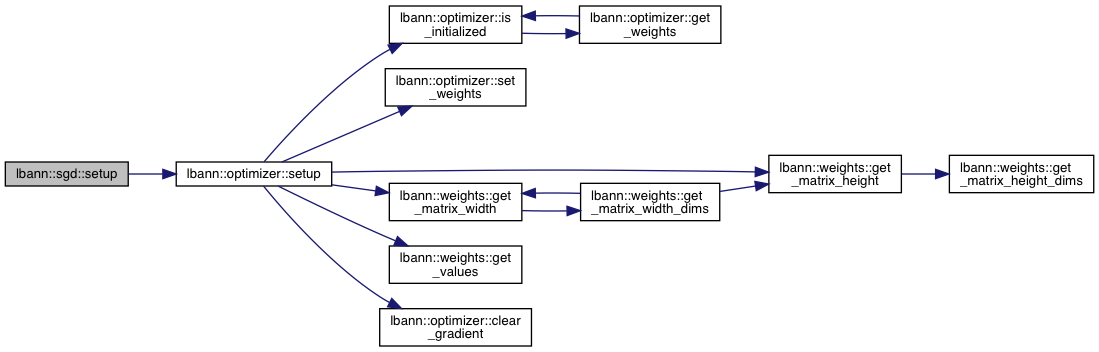 lbann::optimizer::is
_initialized
lbann::optimizer::get
_weights
lbann::optimizer::set
_weights
lbann::sgd::setup
lbann::optimizer::setup
lbann::weights::get
_matrix_height
lbann::weights::get
_matrix_height_dims
lbann::weights::get
_matrix_width
lbann::weights::get
_matrix_width_dims
lbann::weights::get
_values
lbann::optimizer::clear
_gradient